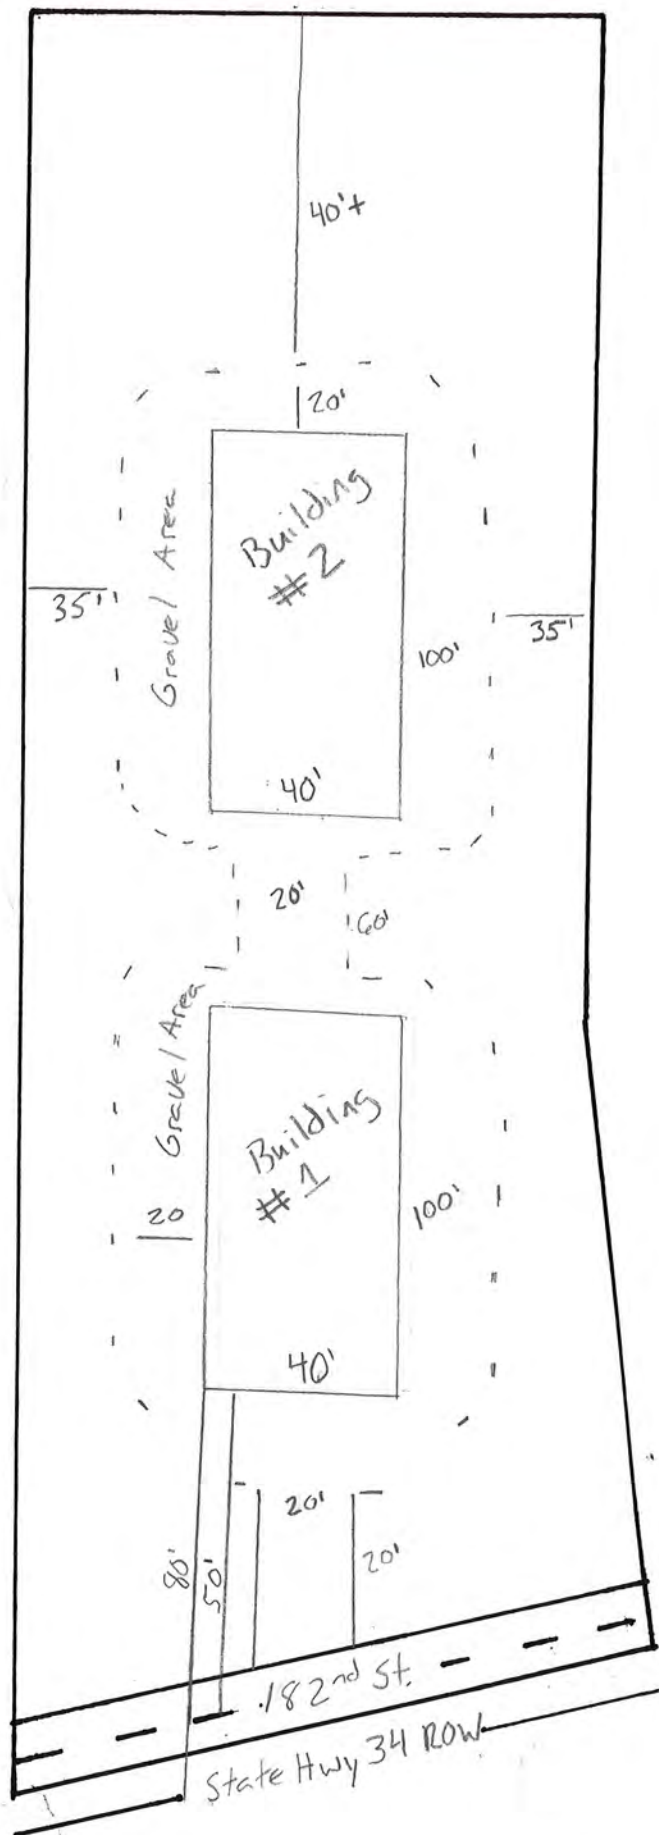 40'+
20'
Building
#2
Gravel Area
35'
35'
100'
40'
20'
60'
Gravel Area
Building
#1
20
100'
40'
20'
20'
80'
50'
182nd St.
State Hwy 34 ROW